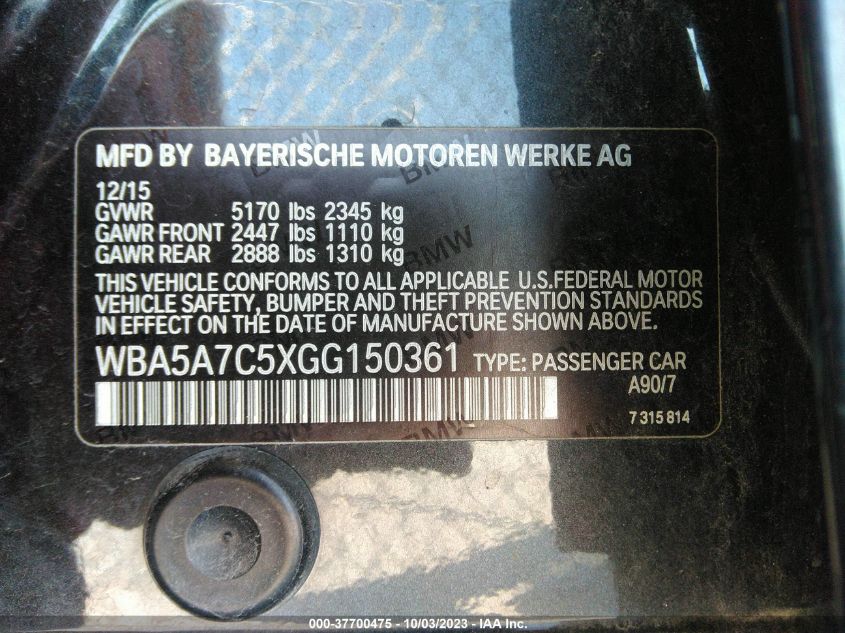 MFD BY BAYERISCHE MOTOREN WERKE AG
12/15
GVWR 5170 lbs 2345 kg
GAWR FRONT 2447 lbs 1110 kg
GAWR REAR 2888 lbs 1310 kg
THIS VEHICLE CONFORMS TO ALL APPLICABLE U.S.FEDERAL MOTOR
VEHICLE SAFETY, BUMPER AND THEFT PREVENTION STANDARDS
IN EFFECT ON THE DATE OF MANUFACTURE SHOWN ABOVE.
WBA5A7C5XGG150361 TYPE: PASSENGER CAR
A90/7
7 315 814
000-37700475 - 10/03/2023 - IAA Inc.